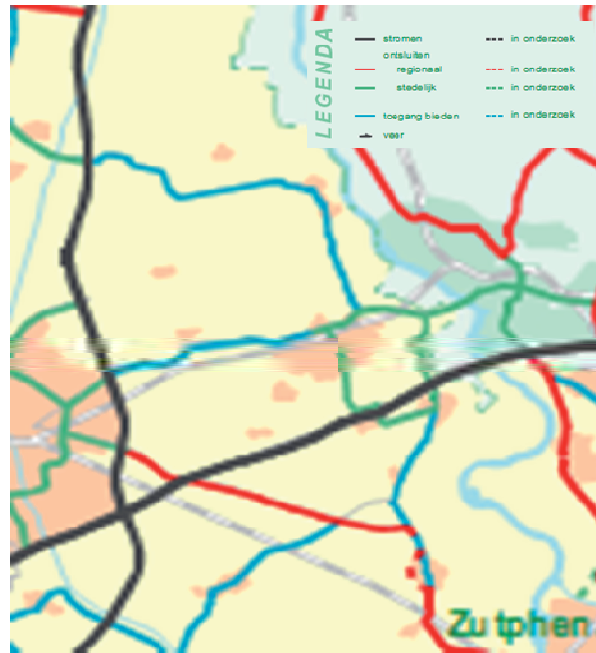 LEGENDA
stromen in onderzoek
ontsluiten
regionaal in onderzoek
stedelijk in onderzoek
toegang bieden in onderzoek
veer
Zutphen